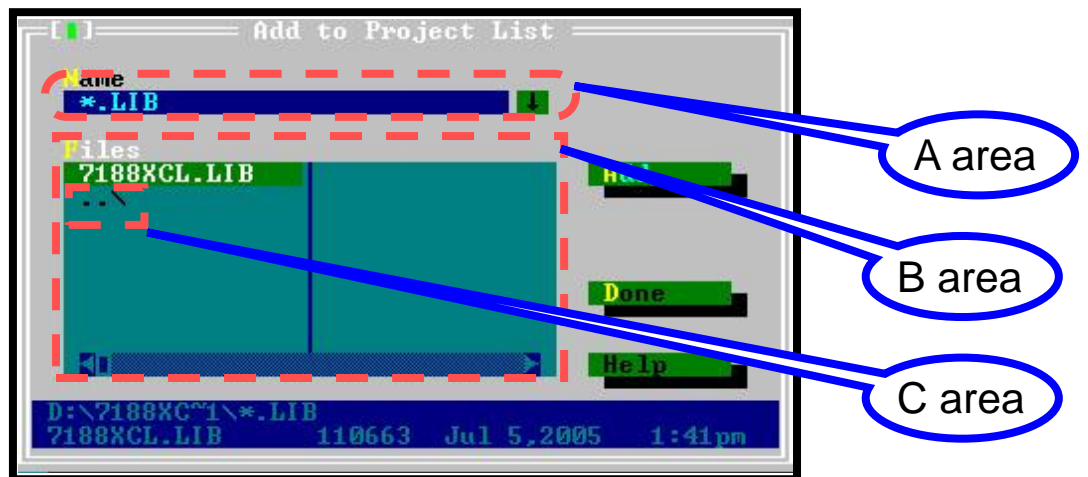 [▮] Add to Project List
Name
*.LIB
↓
Files
7188XCL.LIB
..\
Add
Done
Help
D:\7188XC~1\*.LIB
7188XCL.LIB 110663 Jul 5,2005 1:41pm
A area
B area
C area